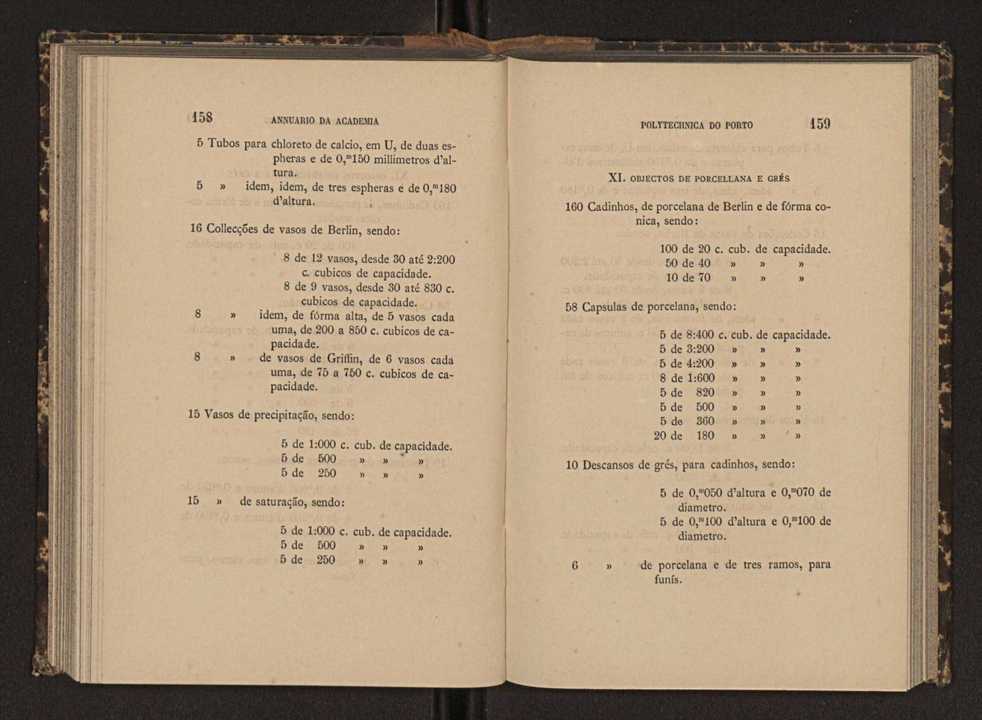 158 ANNUARIO DA ACADEMIA
5 Tubos para chloreto de calcio, em U, de duas es-
pheras e de 0,ᵐ150 millimetros d'al-
tura.
5 » idem, idem, de tres espheras e de 0,ᵐ180
d'altura.
16 Collecções de vasos de Berlin, sendo:
8 de 12 vasos, desde 30 até 2:200
c. cubicos de capacidade.
8 de 9 vasos, desde 30 até 830 c.
cubicos de capacidade.
8 » idem, de fórma alta, de 5 vasos cada
uma, de 200 a 850 c. cubicos de ca-
pacidade.
8 » de vasos de Griffin, de 6 vasos cada
uma, de 75 a 750 c. cubicos de ca-
pacidade.
15 Vasos de precipitação, sendo:
5 de 1:000 c. cub. de capacidade.
5 de 500 » » »
5 de 250 » » »
15 » de saturação, sendo:
5 de 1:000 c. cub. de capacidade.
5 de 500 » » »
5 de 250 » » »
POLYTECHNICA DO PORTO 159
XI. OBJECTOS DE PORCELLANA E GRÉS
160 Cadinhos, de porcelana de Berlin e de fórma co-
nica, sendo:
100 de 20 c. cub. de capacidade.
50 de 40 » » »
10 de 70 » » »
58 Capsulas de porcelana, sendo:
5 de 8:400 c. cub. de capacidade.
5 de 3:200 » » »
5 de 4:200 » » »
8 de 1:600 » » »
5 de 820 » » »
5 de 500 » » »
5 de 360 » » »
20 de 180 » » »
10 Descansos de grés, para cadinhos, sendo:
5 de 0,ᵐ050 d'altura e 0,ᵐ070 de
diametro.
5 de 0,ᵐ100 d'altura e 0,ᵐ100 de
diametro.
6 » de porcelana e de tres ramos, para
funís.